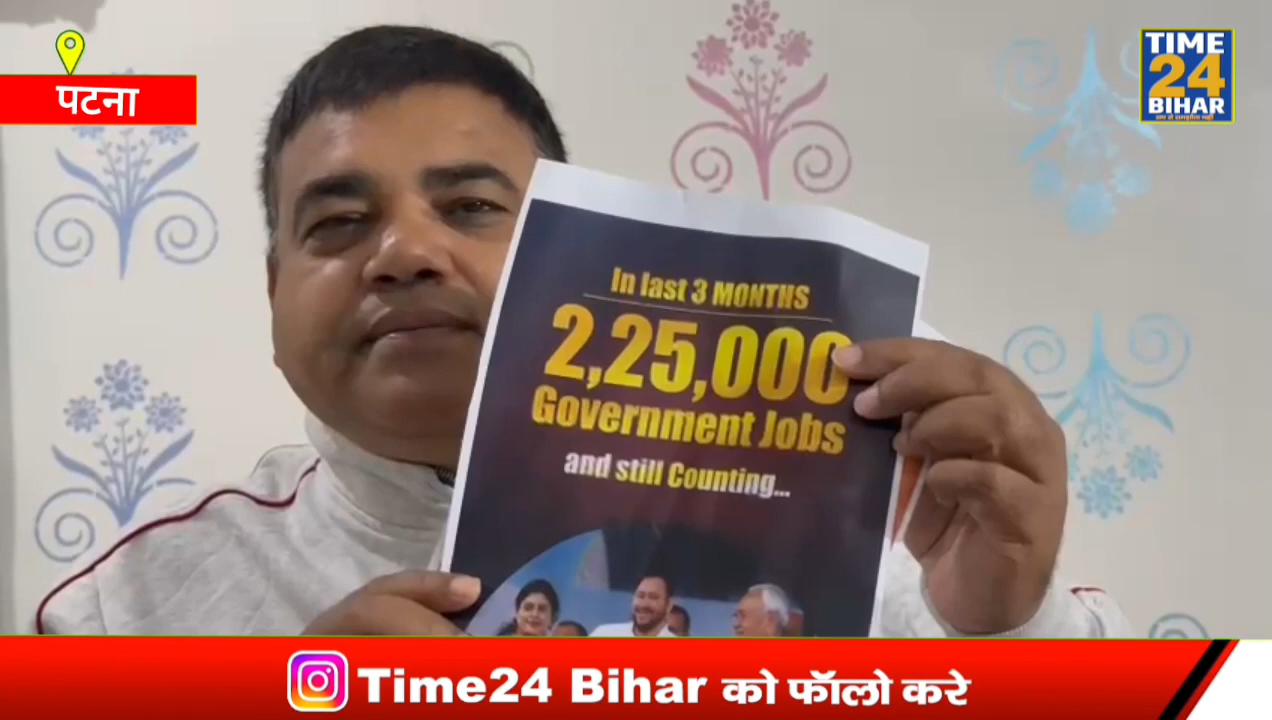 पटना
TIME
24
BIHAR
In last 3 MONTHS
2,25,000
Government Jobs
and still Counting...
Time24 Bihar को फॉलो करे